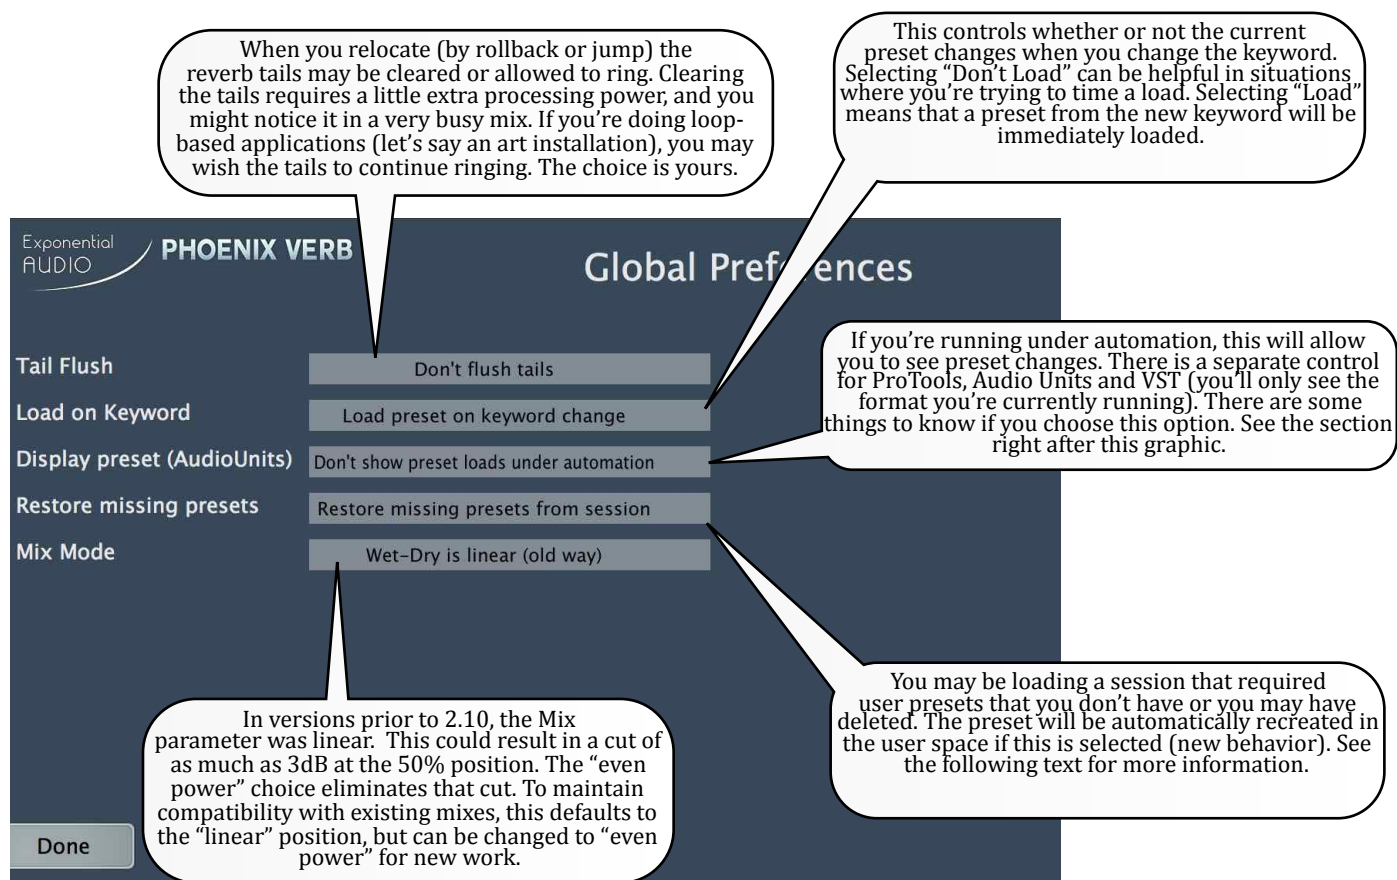 When you relocate (by rollback or jump) the
reverb tails may be cleared or allowed to ring. Clearing
the tails requires a little extra processing power, and you
might notice it in a very busy mix. If you’re doing loop-
based applications (let’s say an art installation), you may
wish the tails to continue ringing. The choice is yours.
This controls whether or not the current
preset changes when you change the keyword.
Selecting “Don’t Load” can be helpful in situations
where you’re trying to time a load. Selecting “Load”
means that a preset from the new keyword will be
immediately loaded.
Exponential
AUDIO
PHOENIX VERB
Global Preferences
Tail Flush
Don't flush tails
Load on Keyword
Load preset on keyword change
Display preset (AudioUnits)
Don't show preset loads under automation
Restore missing presets
Restore missing presets from session
Mix Mode
Wet-Dry is linear (old way)
If you’re running under automation, this will allow
you to see preset changes. There is a separate control
for ProTools, Audio Units and VST (you’ll only see the
format you’re currently running). There are some
things to know if you choose this option. See the section
right after this graphic.
You may be loading a session that required
user presets that you don’t have or you may have
deleted. The preset will be automatically recreated in
the user space if this is selected (new behavior). See
the following text for more information.
In versions prior to 2.10, the Mix
parameter was linear.  This could result in a cut of
as much as 3dB at the 50% position. The “even
power” choice eliminates that cut. To maintain
compatibility with existing mixes, this defaults to
the “linear” position, but can be changed to “even
power” for new work.
Done